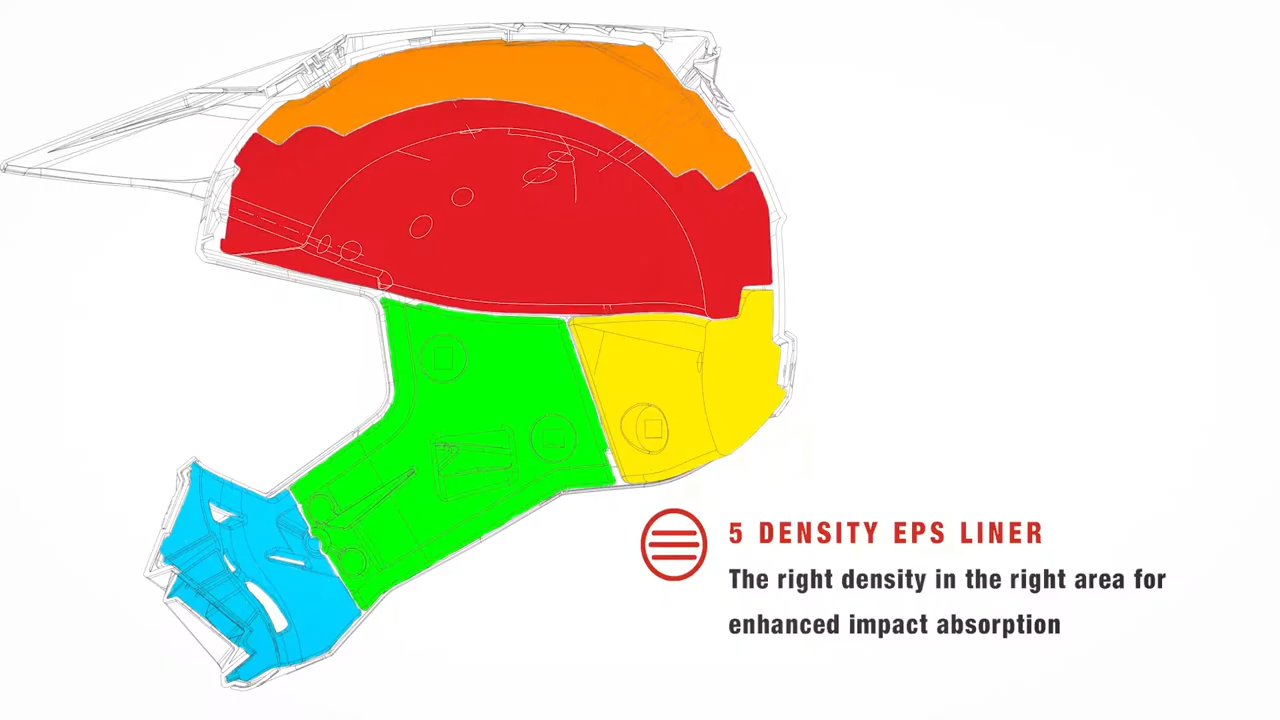 5 DENSITY EPS LINER
The right density in the right area for
enhanced impact absorption